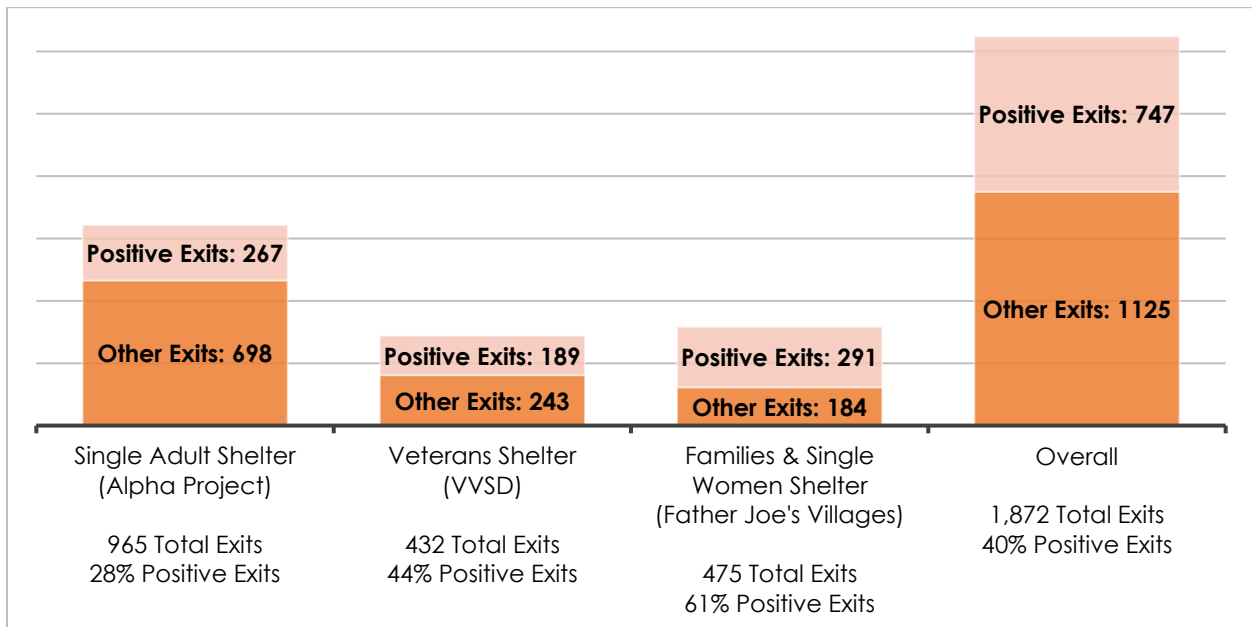 Positive Exits: 747
Positive Exits: 267
Other Exits: 698
Positive Exits: 189
Other Exits: 243
Positive Exits: 291
Other Exits: 184
Other Exits: 1125
Single Adult Shelter
(Alpha Project)
965 Total Exits
28% Positive Exits
Veterans Shelter
(VVSD)
432 Total Exits
44% Positive Exits
Families & Single
Women Shelter
(Father Joe's Villages)
475 Total Exits
61% Positive Exits
Overall
1,872 Total Exits
40% Positive Exits